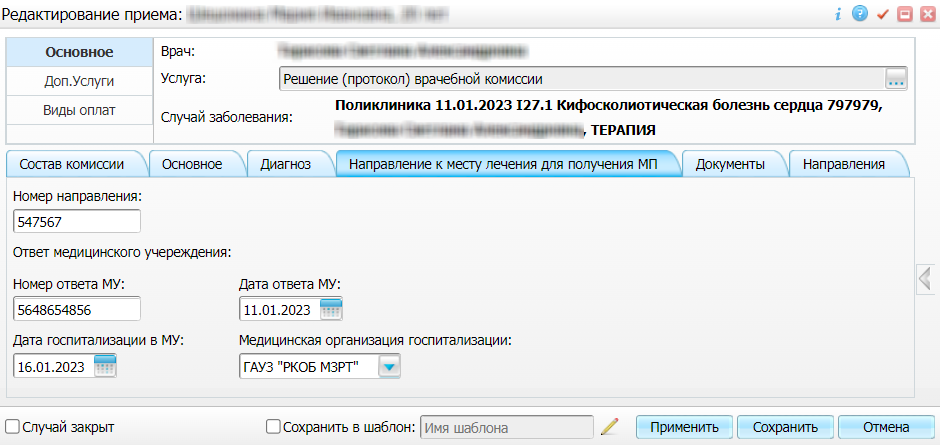 Редактирование приема:
Основное
Доп.Услуги
Виды оплат
Врач:
Услуга: Решение (протокол) врачебной комиссии ...
Случай заболевания: Поликлиника 11.01.2023 I27.1 Кифосколиотическая болезнь сердца 797979,
, ТЕРАПИЯ
Состав комиссии Основное Диагноз Направление к месту лечения для получения МП Документы Направления
Номер направления:
547567
Ответ медицинского учереждения:
Номер ответа МУ: Дата ответа МУ:
5648654856 11.01.2023
Дата госпитализации в МУ: Медицинская организация госпитализации:
16.01.2023 ГАУЗ "РКОБ МЗРТ"
Случай закрыт Сохранить в шаблон: Имя шаблона Применить Сохранить Отмена